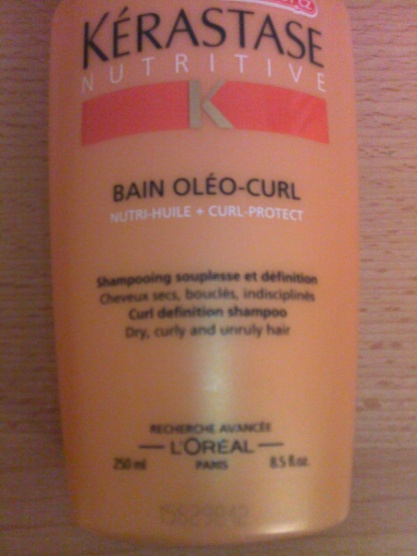 KÉRASTASE
NUTRITIVE
K
BAIN OLÉO-CURL
NUTRI-HUILE + CURL-PROTECT
Shampooing souplesse et définition
Cheveux secs, bouclés, indisciplinés
Curl definition shampoo
Dry, curly and unruly hair
RECHERCHE AVANCÉE
L'ORÉAL
250 ml PARIS 8.5 fl.oz.